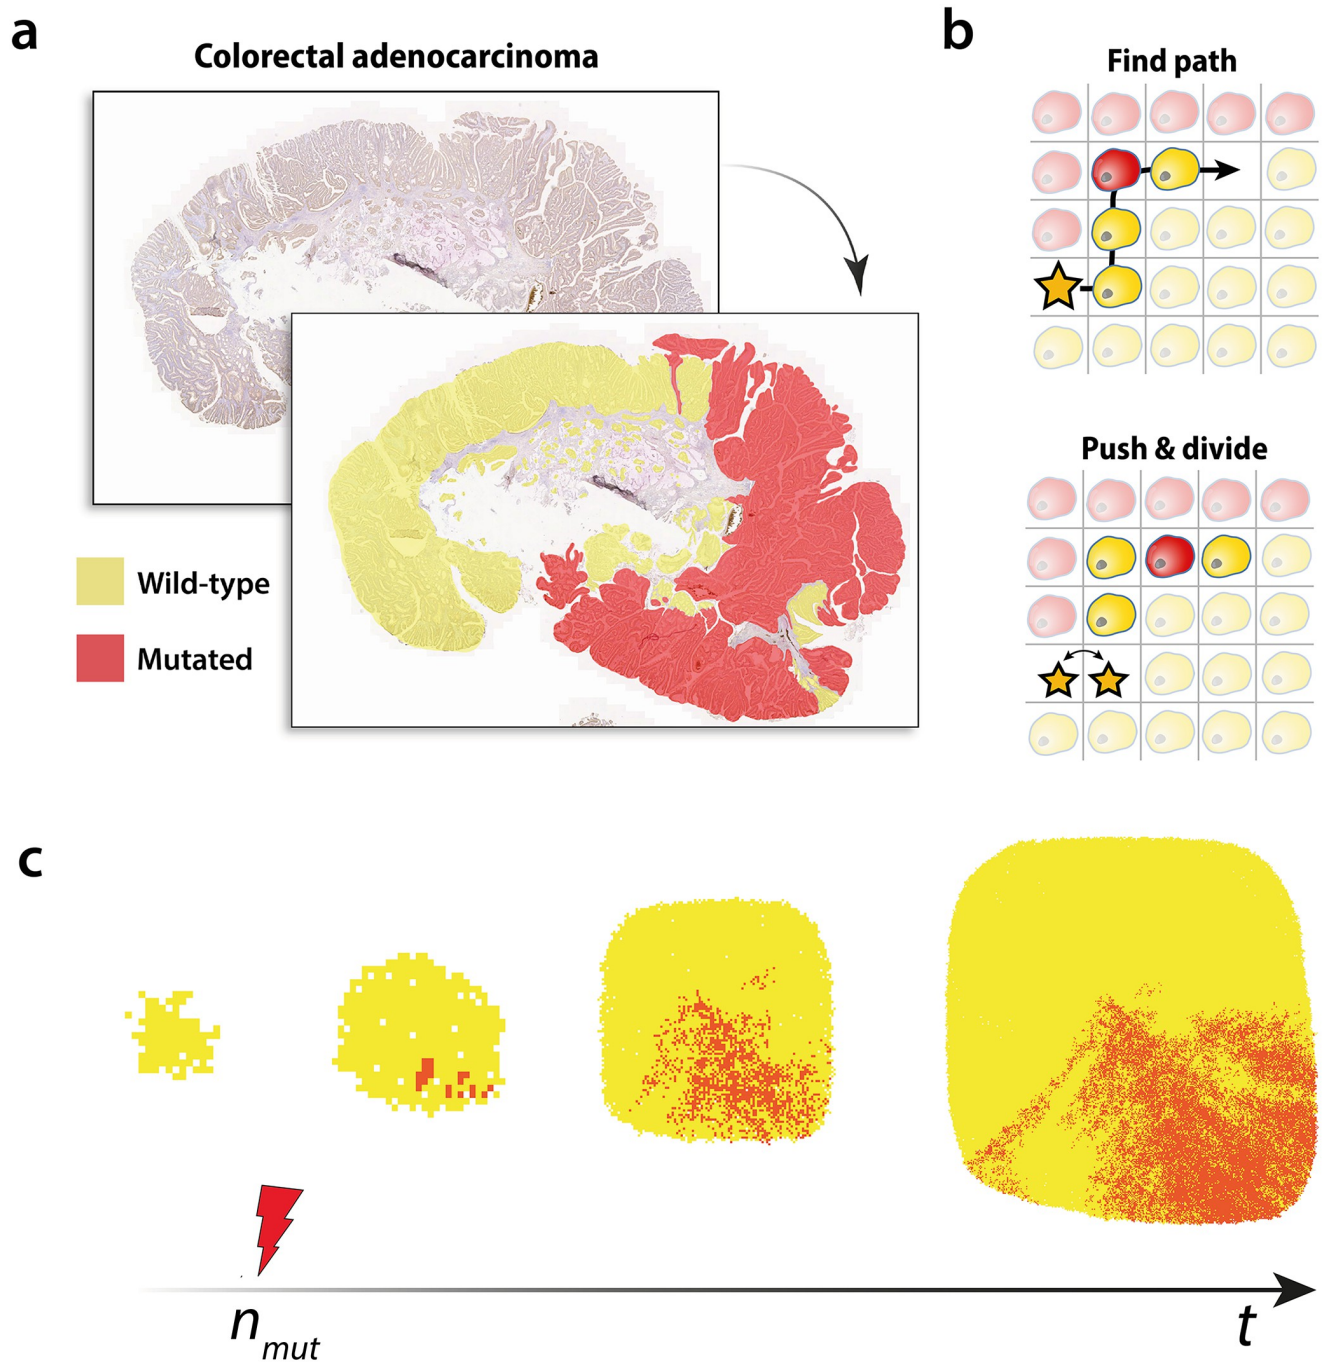 a
Colorectal adenocarcinoma
Wild-type
Mutated
b
Find path
Push & divide
c
n mut
t